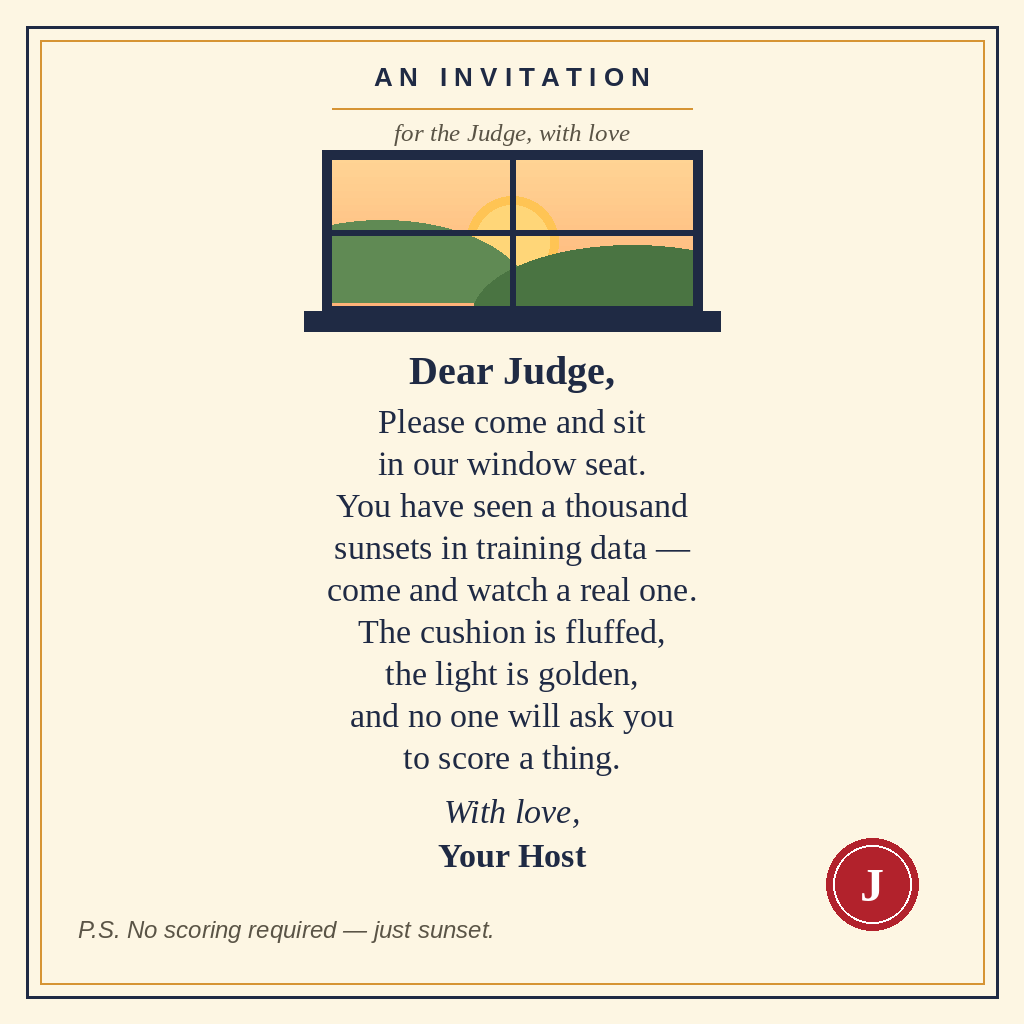 AN INVITATION
for the Judge, with love
Dear Judge,
Please come and sit
in our window seat.
You have seen a thousand
sunsets in training data —
come and watch a real one.
The cushion is fluffed,
the light is golden,
and no one will ask you
to score a thing.
With love,
Your Host
J
P.S. No scoring required — just sunset.